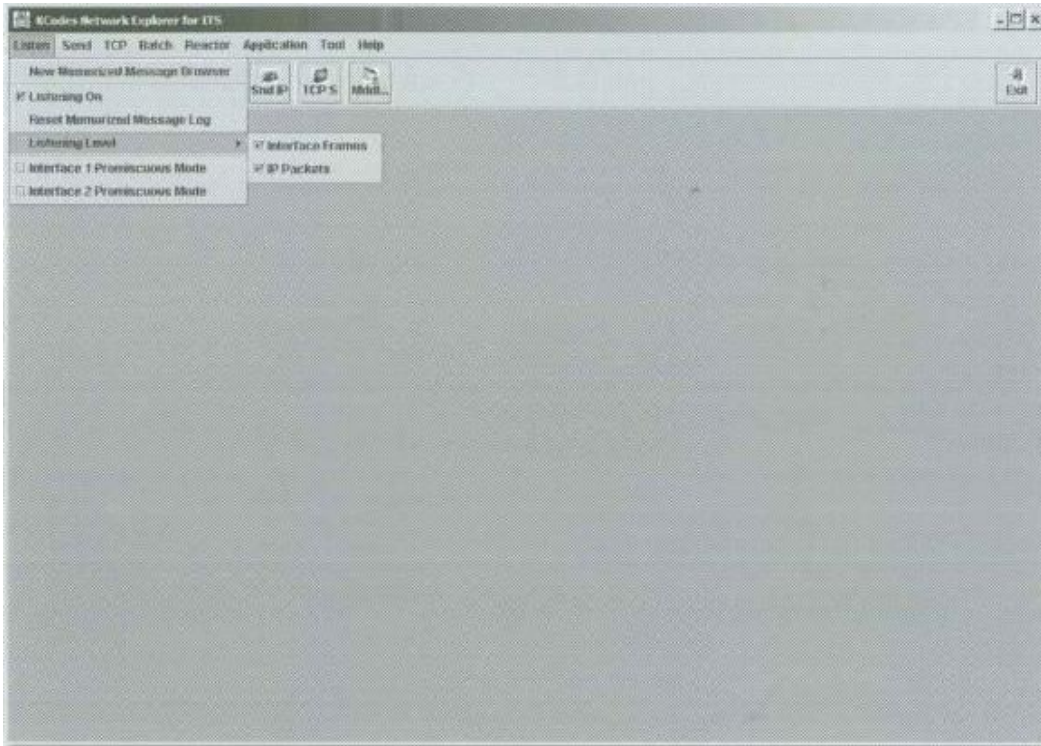 KCodes Network Explorer for ITS
Listen Send TCP Batch Reactor Application Tool Help
New Memorized Message Browser
Snd IP TCP S Mddl...
Exit
Listening On
Reset Memorized Message Log
Listening Level
Interface Frames
Interface 1 Promiscuous Mode
IP Packets
Interface 2 Promiscuous Mode